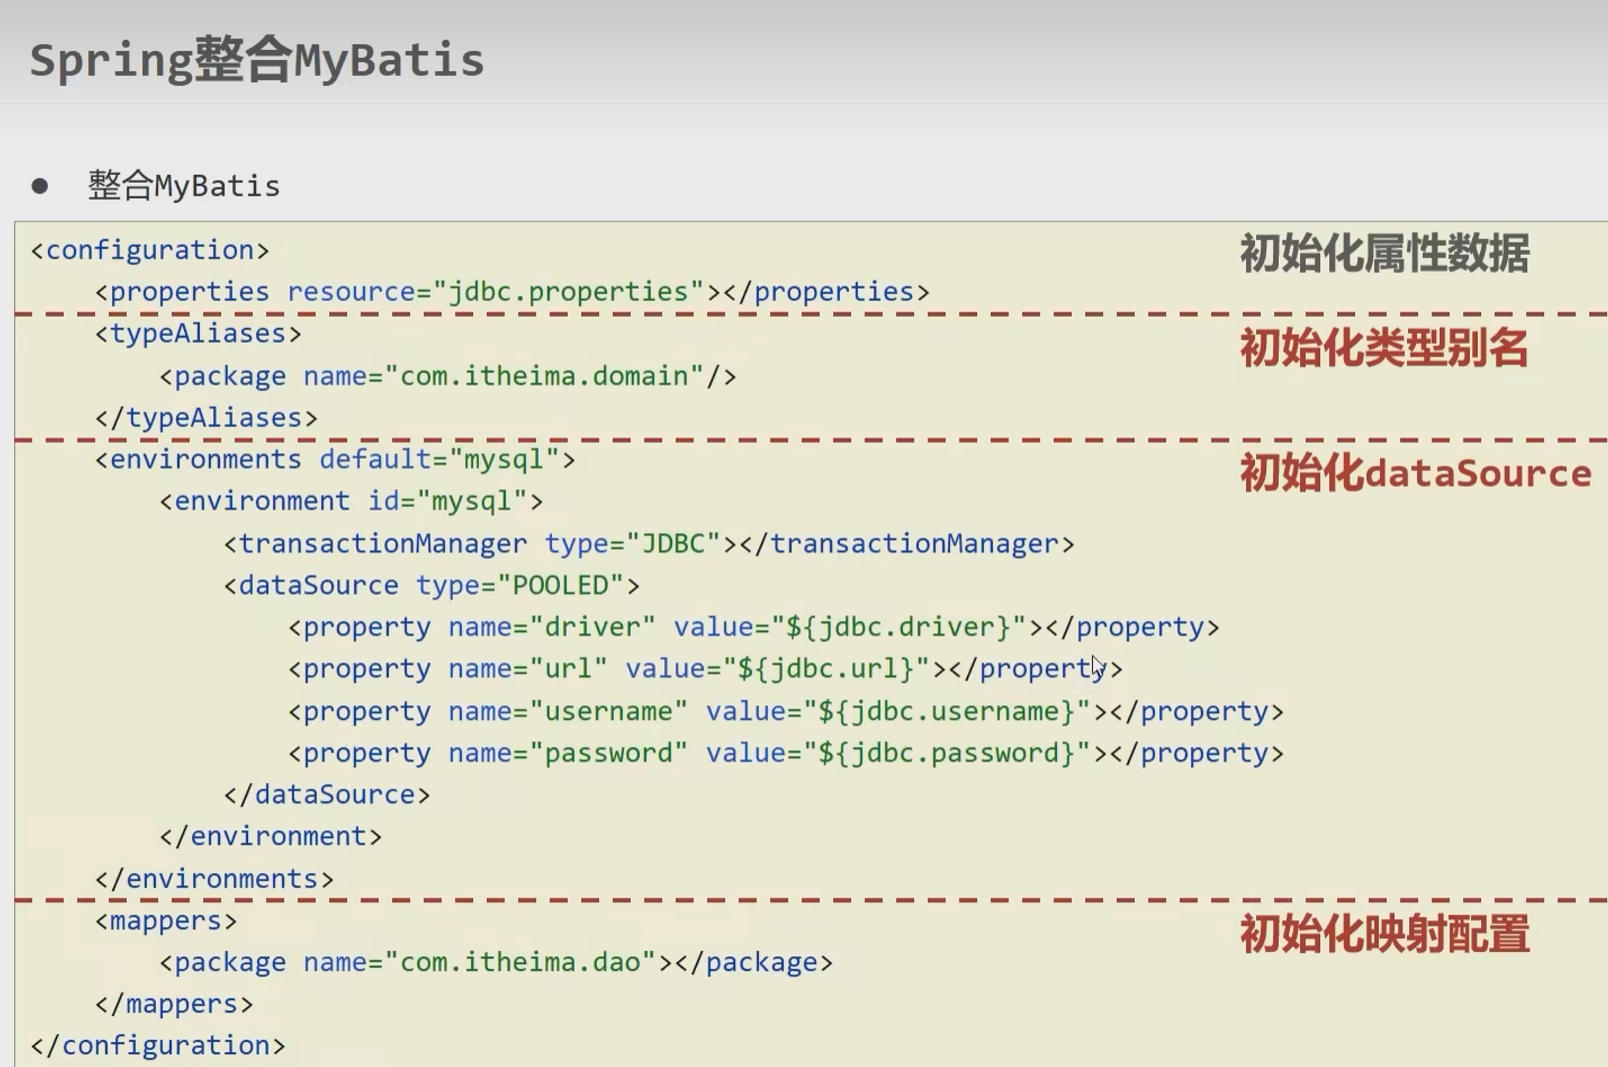 Spring整合MyBatis
● 整合MyBatis
<configuration>
初始化属性数据
<properties resource="jdbc.properties"></properties>
<typeAliases>
初始化类型别名
<package name="com.itheima.domain"/>
</typeAliases>
<environments default="mysql">
初始化dataSource
<environment id="mysql">
<transactionManager type="JDBC"></transactionManager>
<dataSource type="POOLED">
<property name="driver" value="${jdbc.driver}"></property>
<property name="url" value="${jdbc.url}"></property>
<property name="username" value="${jdbc.username}"></property>
<property name="password" value="${jdbc.password}"></property>
</dataSource>
</environment>
</environments>
<mappers>
初始化映射配置
<package name="com.itheima.dao"></package>
</mappers>
</configuration>